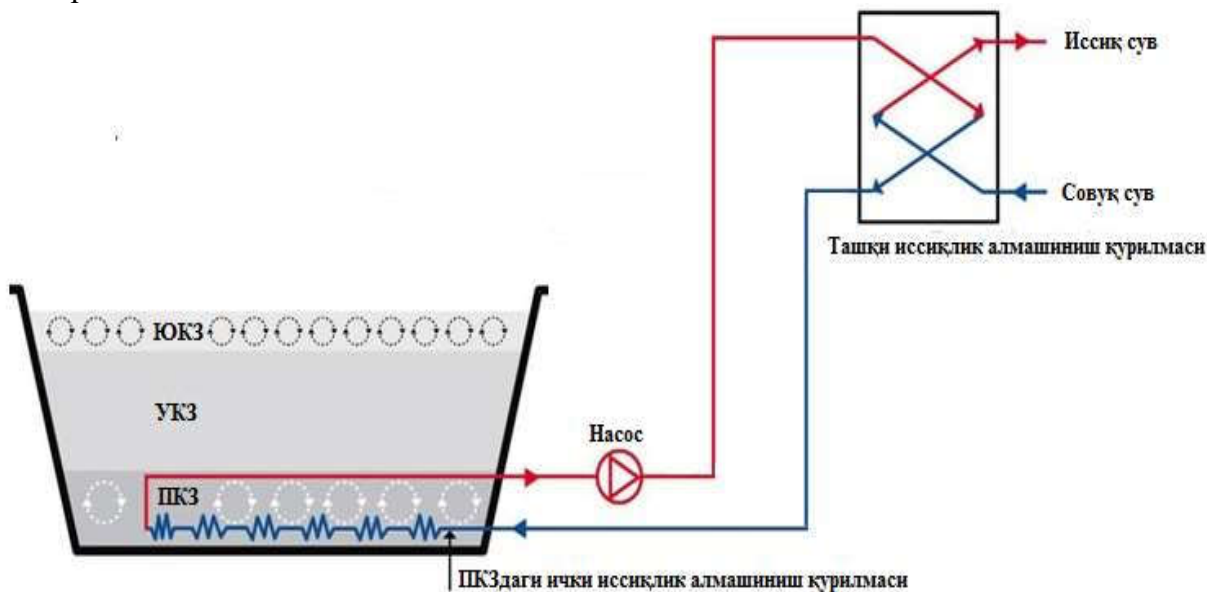 Иссиқ сув
Совуқ сув
Ташқи иссиқлик алмашиниш қурилмаси
ЮКЗ
УКЗ
Насос
ПКЗ
ПКЗдаги ички иссиқлик алмашиниш қурилмаси